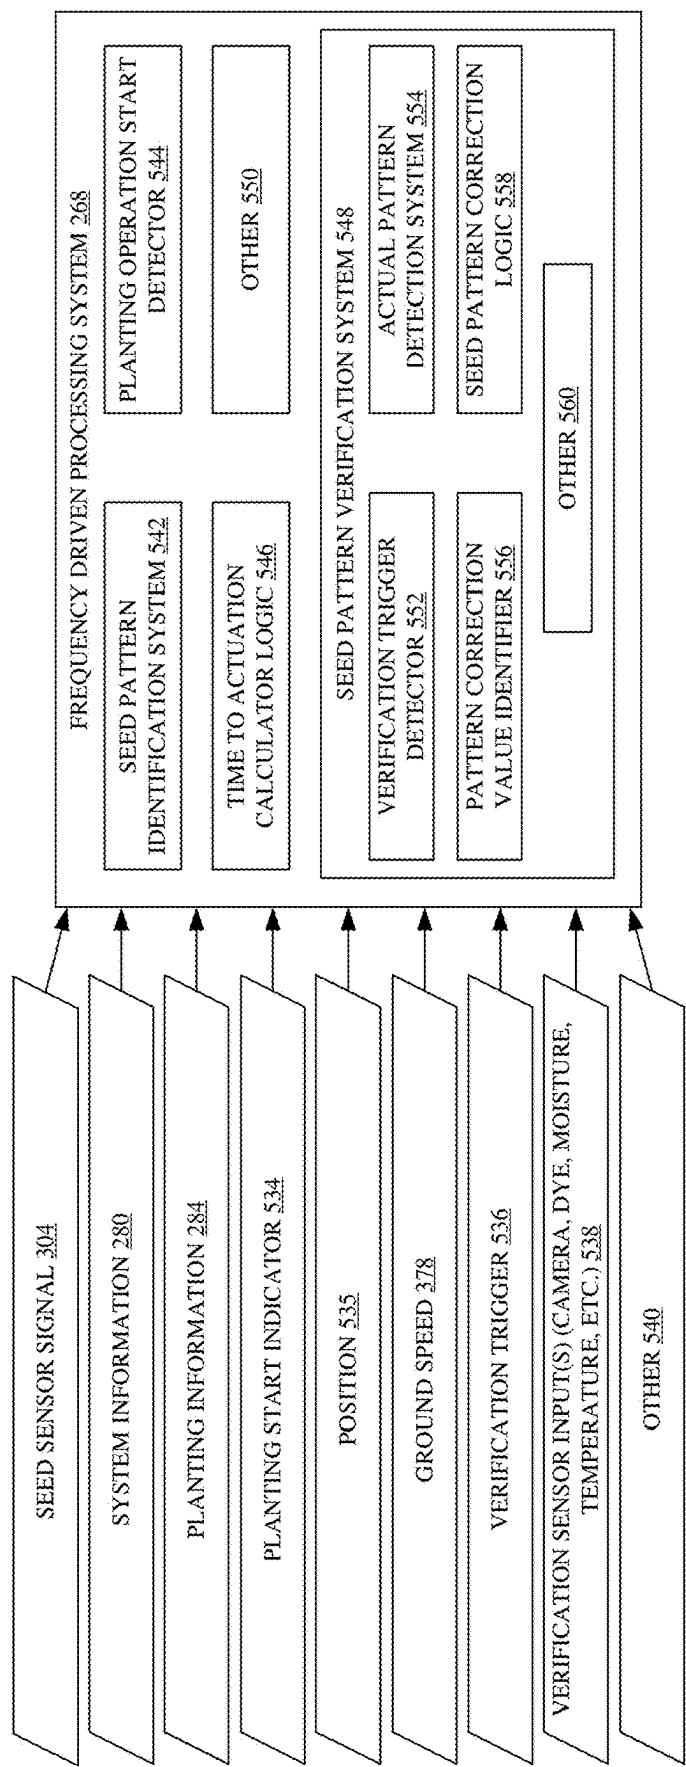 SEED SENSOR SIGNAL 304
SYSTEM INFORMATION 280
PLANTING INFORMATION 284
PLANTING START INDICATOR 534
POSITION 535
GROUND SPEED 378
VERIFICATION TRIGGER 536
VERIFICATION SENSOR INPUT(S) (CAMERA, DYE, MOISTURE,
TEMPERATURE, ETC.) 538
OTHER 540
FREQUENCY DRIVEN PROCESSING SYSTEM 268
SEED PATTERN
IDENTIFICATION SYSTEM 542
PLANTING OPERATION START
DETECTOR 544
TIME TO ACTUATION
CALCULATOR LOGIC 546
OTHER 550
SEED PATTERN VERIFICATION SYSTEM 548
VERIFICATION TRIGGER
DETECTOR 552
ACTUAL PATTERN
DETECTION SYSTEM 554
PATTERN CORRECTION
VALUE IDENTIFIER 556
SEED PATTERN CORRECTION
LOGIC 558
OTHER 560